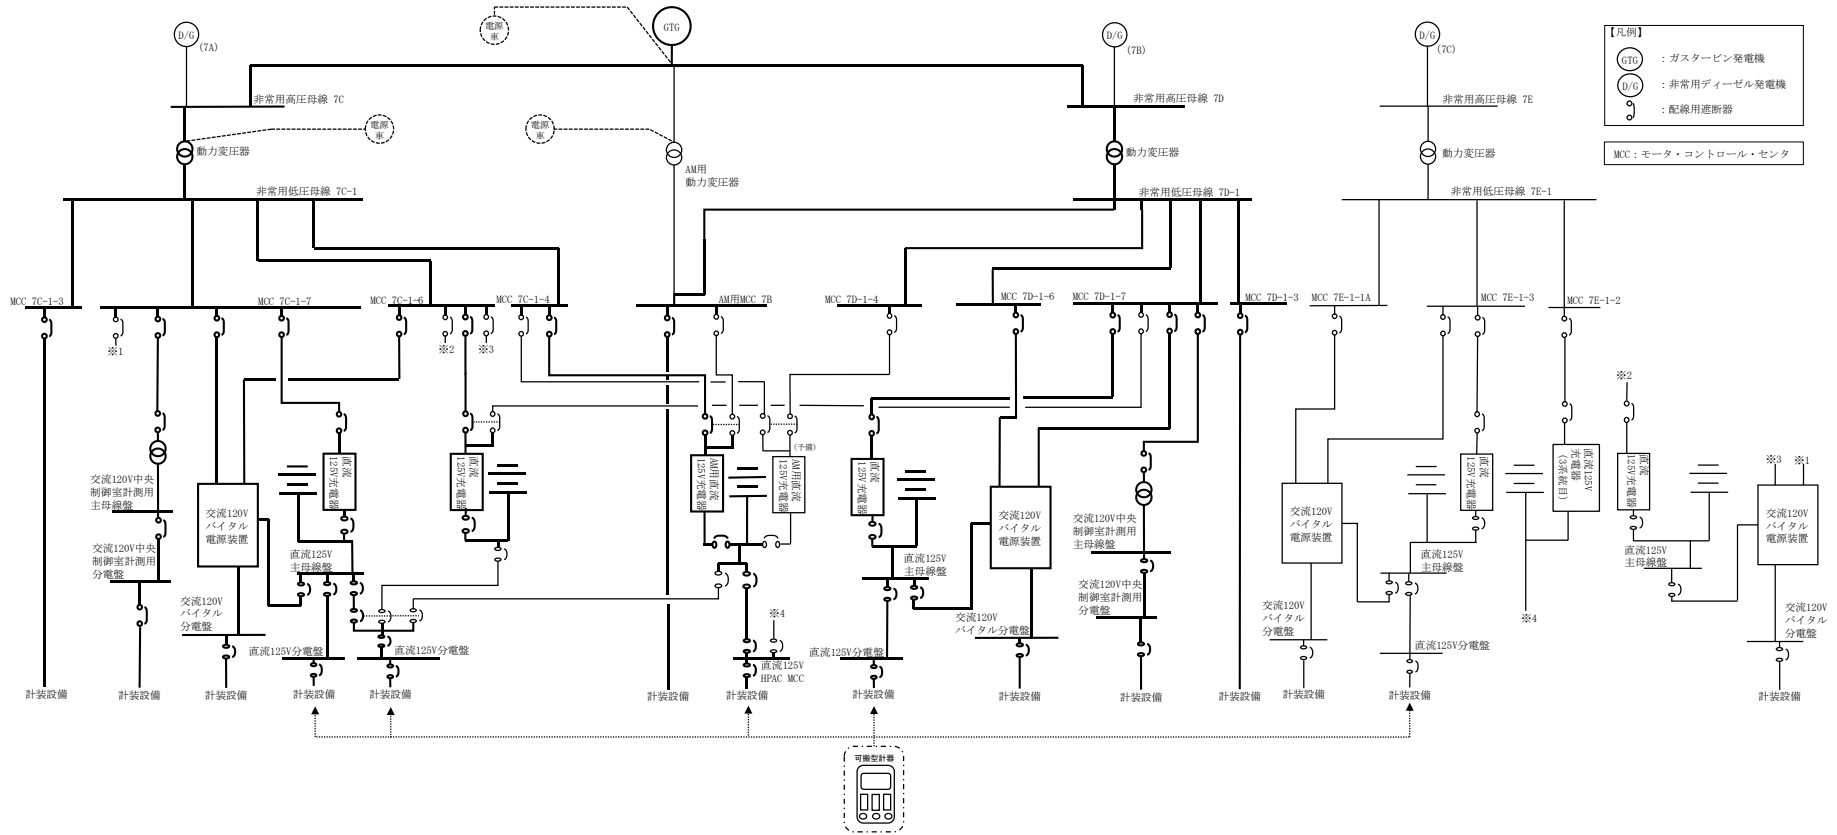 電源
車
GTG
D/G
(7A)
D/G
(7B)
D/G
(7C)
【凡例】
GTG
：ガスタービン発電機
D/G
：非常用ディーゼル発電機
：配線用遮断器
MCC：モータ・コントロール・センタ
非常用高圧母線 7C
非常用高圧母線 7D
非常用高圧母線 7E
電源
車
電源
車
動力変圧器
AM用
動力変圧器
動力変圧器
動力変圧器
非常用低圧母線 7C-1
非常用低圧母線 7D-1
非常用低圧母線 7E-1
MCC 7C-1-3
MCC 7C-1-7
MCC 7C-1-6
MCC 7C-1-4
AM用MCC 7B
MCC 7D-1-4
MCC 7D-1-6
MCC 7D-1-7
MCC 7D-1-3
MCC 7E-1-1A
MCC 7E-1-3
MCC 7E-1-2
※1
※2
※3
※2
※3
※1
(予備)
交流120V中央
制御室計測用
主母線盤
交流120V中央
制御室計測用
分電盤
交流120V
バイタル
電源装置
直流
125V充電器
直流
125V充電器
AM用直流
125V充電器
AM用直流
125V充電器
直流
125V充電器
交流120V
バイタル
電源装置
交流120V中央
制御室計測用
主母線盤
交流120V中央
制御室計測用
分電盤
交流120V
バイタル
電源装置
直流
125V充電器
直流125V
充電器
(3系統目)
直流
125V充電器
交流120V
バイタル
電源装置
直流125V
主母線盤
直流125V
主母線盤
直流125V
主母線盤
直流125V
主母線盤
交流120V
バイタル
分電盤
交流120V
バイタル分電盤
交流120V
バイタル
分電盤
交流120V
バイタル
分電盤
※4
※4
直流125V分電盤
直流125V分電盤
直流125V
HPAC MCC
直流125V分電盤
直流125V分電盤
計装設備
計装設備
計装設備
計装設備
計装設備
計装設備
計装設備
計装設備
計装設備
計装設備
計装設備
計装設備
計装設備
計装設備
可搬型計器